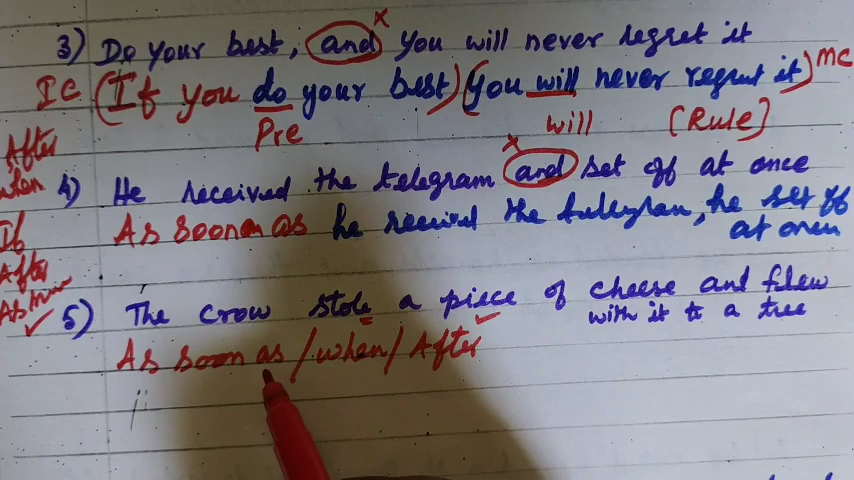 3) Do your best, and x you will never regret it
IC (If you do your best) (you will never regret it) MC
Pre will [Rule]
After
when
4) He received the telegram and x set off at once
If As soon as he received the telegram, he set off
at once
After
5) The crow stole a piece of cheese and flew
with it to a tree
As soon as / when / After